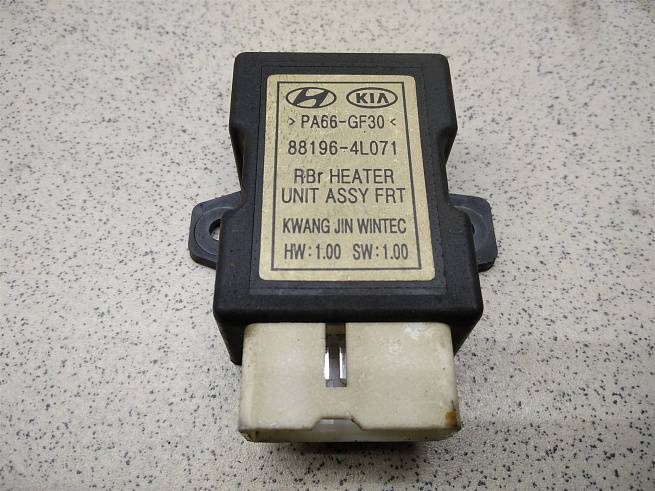 KIA
>PA66-GF30<
88196-4L071
RBr HEATER
UNIT ASSY FRT
KWANG JIN WINTEC
HW:1.00 SW:1.00